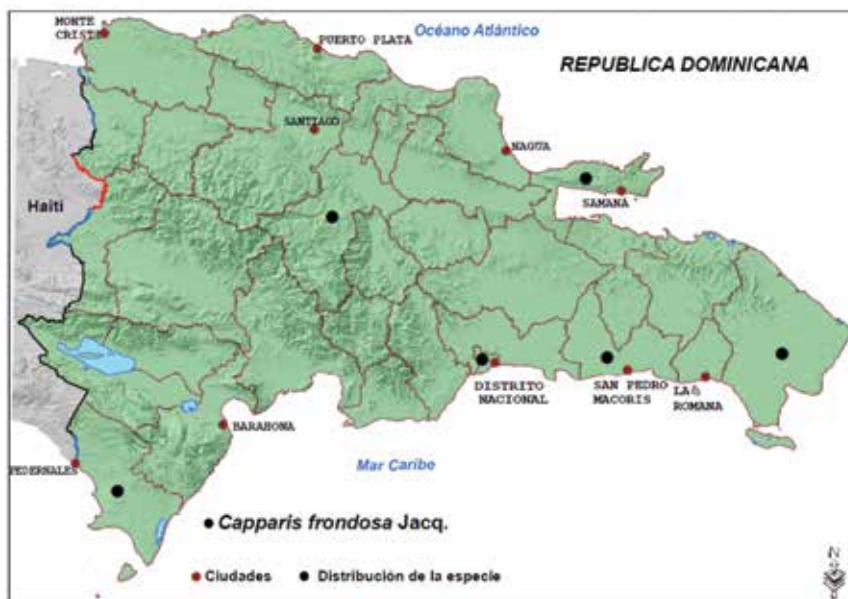 MONTE
CRISTI
PUERTO PLATA
Océano Atlántico
REPUBLICA DOMINICANA
SANTIAGO
NAGUA
Haití
SAMANA
DISTRITO
NACIONAL
SAN PEDRO
MACORIS
LA
ROMANA
BARAHONA
PEDERNALES
Mar Caribe
Capparis frondosa Jacq.
Ciudades
Distribución de la especie
N